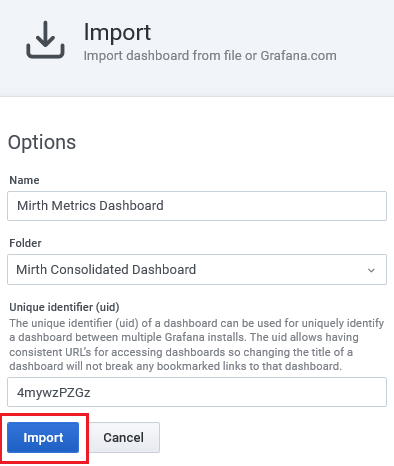 Import
Import dashboard from file or Grafana.com
Options
Name
Mirth Metrics Dashboard
Folder
Mirth Consolidated Dashboard
Unique identifier (uid)
The unique identifier (uid) of a dashboard can be used for uniquely identify
a dashboard between multiple Grafana installs. The uid allows having
consistent URL's for accessing dashboards so changing the title of a
dashboard will not break any bookmarked links to that dashboard.
4mywzPZGz
Import Cancel